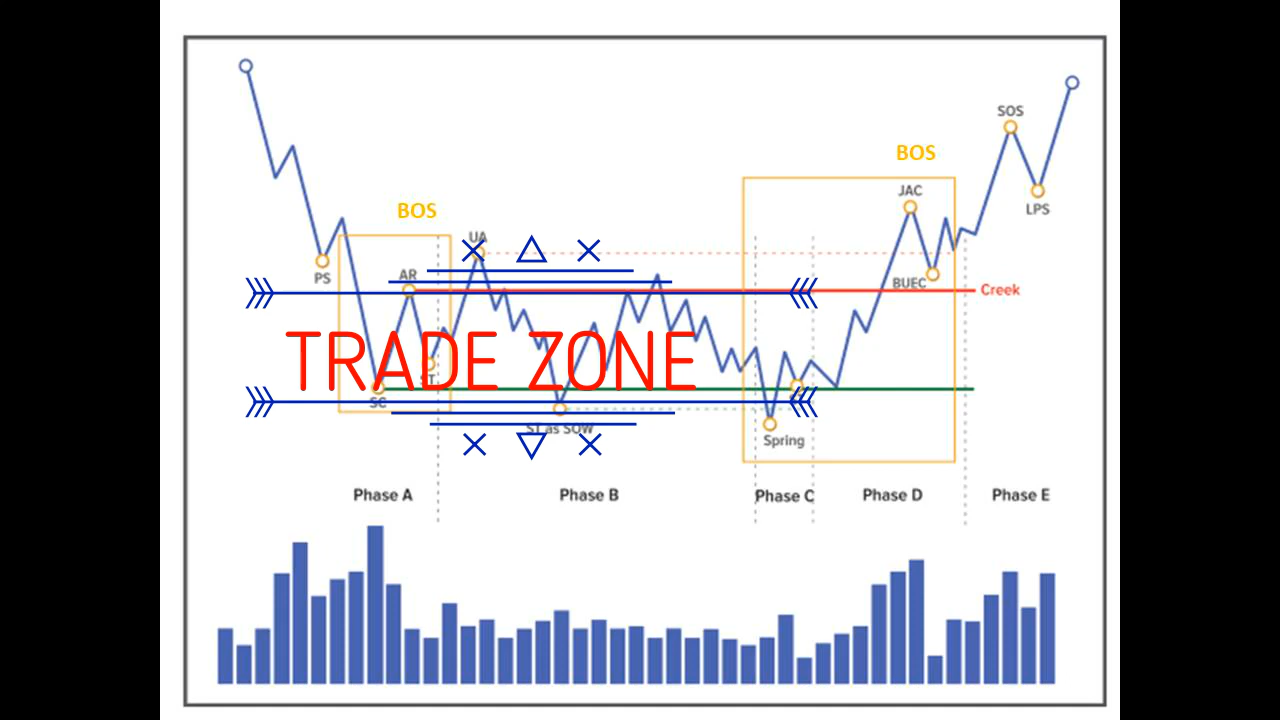 SOS
BOS
JAC
LPS
BOS
UA
PS
AR
BUEC
Creek
TRADE ZONE
ST
SC
ST as SOW
Spring
Phase A
Phase B
Phase C
Phase D
Phase E